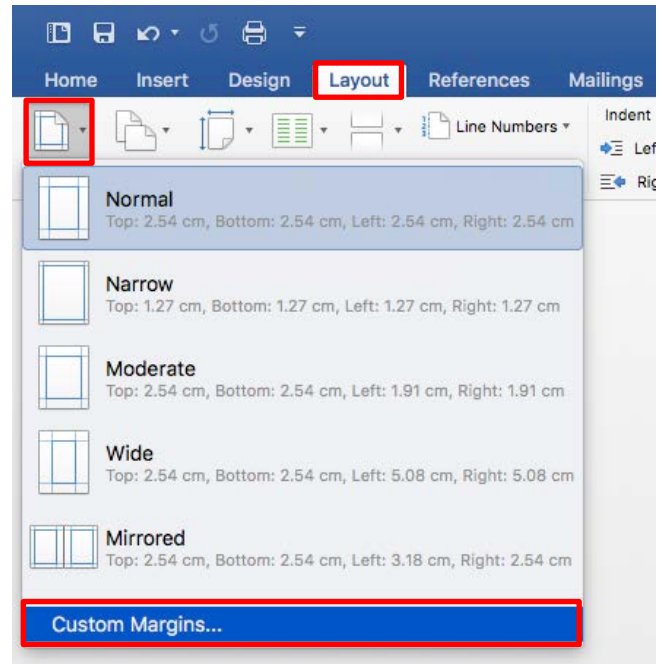 Home Insert Design Layout References Mailings
Line Numbers
Indent
Normal
Top: 2.54 cm, Bottom: 2.54 cm, Left: 2.54 cm, Right: 2.54 cm
Narrow
Top: 1.27 cm, Bottom: 1.27 cm, Left: 1.27 cm, Right: 1.27 cm
Moderate
Top: 2.54 cm, Bottom: 2.54 cm, Left: 1.91 cm, Right: 1.91 cm
Wide
Top: 2.54 cm, Bottom: 2.54 cm, Left: 5.08 cm, Right: 5.08 cm
Mirrored
Top: 2.54 cm, Bottom: 2.54 cm, Left: 3.18 cm, Right: 2.54 cm
Custom Margins...